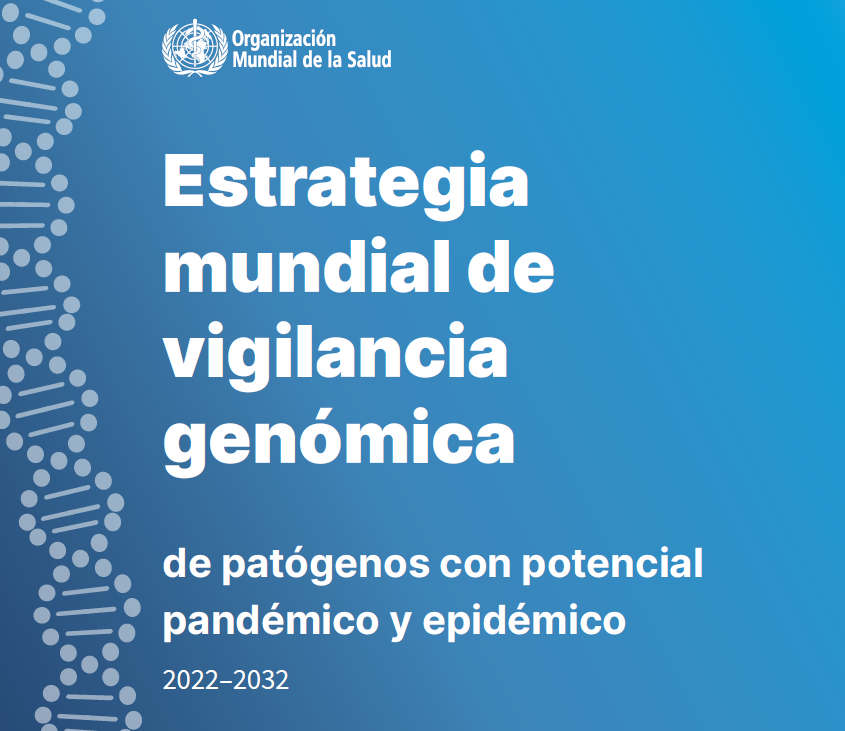 Organización
Mundial de la Salud
Estrategia
mundial de
vigilancia
genómica
de patógenos con potencial
pandémico y epidémico
2022–2032